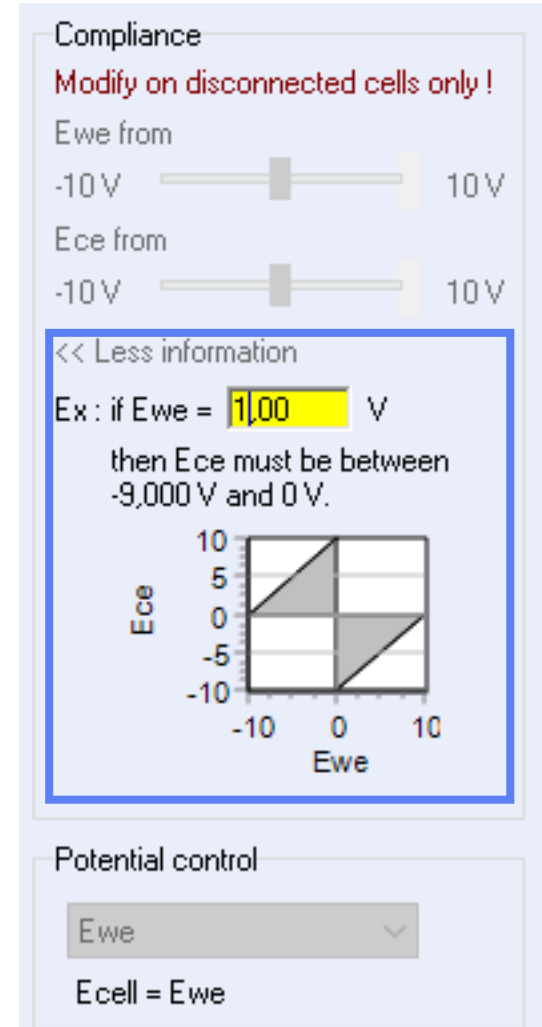 Compliance
Modify on disconnected cells only !
Ewe from
-10 V 10 V
Ece from
-10 V 10 V
<< Less information
Ex : if Ewe = 1,00 V
then Ece must be between
-9,000 V and 0 V.
10
5
0
-5
-10
Ece
-10 0 10
Ewe
Potential control
Ewe
Ecell = Ewe